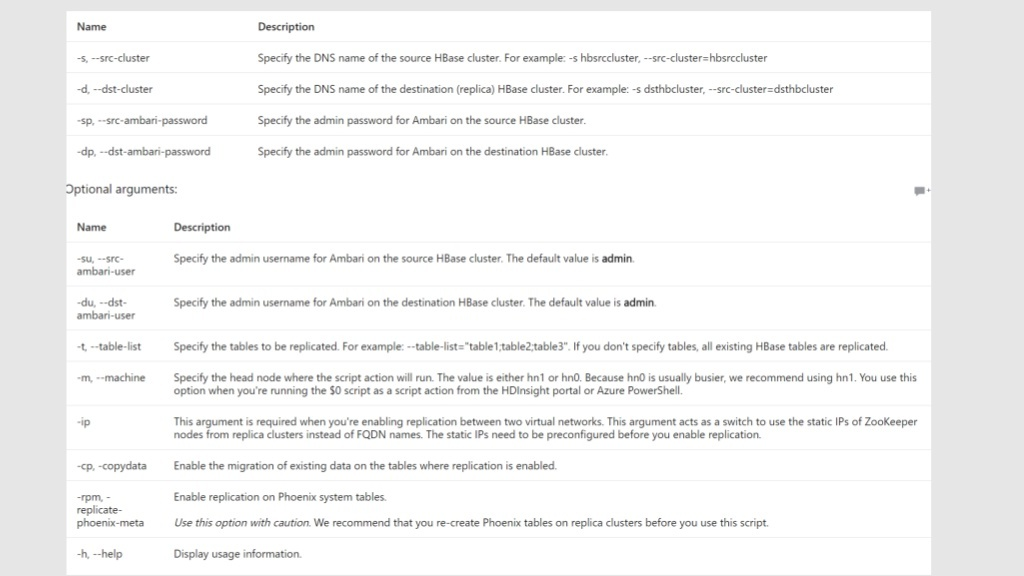 Name Description
-s, --src-cluster Specify the DNS name of the source HBase cluster. For example: -s hbsrccluster, --src-cluster=hbsrccluster
-d, --dst-cluster Specify the DNS name of the destination (replica) HBase cluster. For example: -s dsthbcluster, --src-cluster=dsthbcluster
-sp, --src-ambari-password Specify the admin password for Ambari on the source HBase cluster.
-dp, --dst-ambari-password Specify the admin password for Ambari on the destination HBase cluster.
Optional arguments:
Name Description
-su, --src- Specify the admin username for Ambari on the source HBase cluster. The default value is admin.
ambari-user
-du, --dst- Specify the admin username for Ambari on the destination HBase cluster. The default value is admin.
ambari-user
-t, --table-list Specify the tables to be replicated. For example: --table-list="table1;table2;table3". If you don't specify tables, all existing HBase tables are replicated.
-m, --machine Specify the head node where the script action will run. The value is either hn1 or hn0. Because hn0 is usually busier, we recommend using hn1. You use this
option when you're running the $0 script as a script action from the HDInsight portal or Azure PowerShell.
-ip This argument is required when you're enabling replication between two virtual networks. This argument acts as a switch to use the static IPs of ZooKeeper
nodes from replica clusters instead of FQDN names. The static IPs need to be preconfigured before you enable replication.
-cp, -copydata Enable the migration of existing data on the tables where replication is enabled.
-rpm, - Enable replication on Phoenix system tables.
replicate-
phoenix-meta Use this option with caution. We recommend that you re-create Phoenix tables on replica clusters before you use this script.
-h, --help Display usage information.